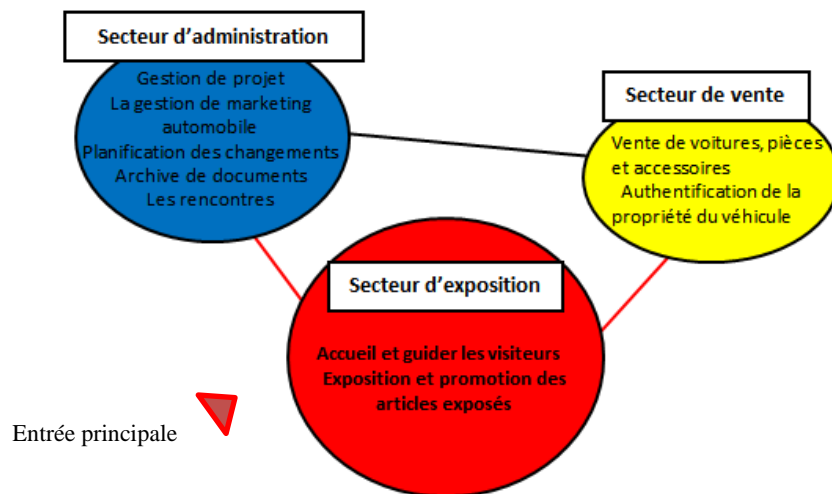 Secteur d'administration
Gestion de projet
La gestion de marketing
automobile
Planification des changements
Archive de documents
Les rencontres
Secteur de vente
Vente de voitures, pièces
et accessoires
Authentification de la
propriété du véhicule
Secteur d'exposition
Accueil et guider les visiteurs
Exposition et promotion des
articles exposés
Entrée principale